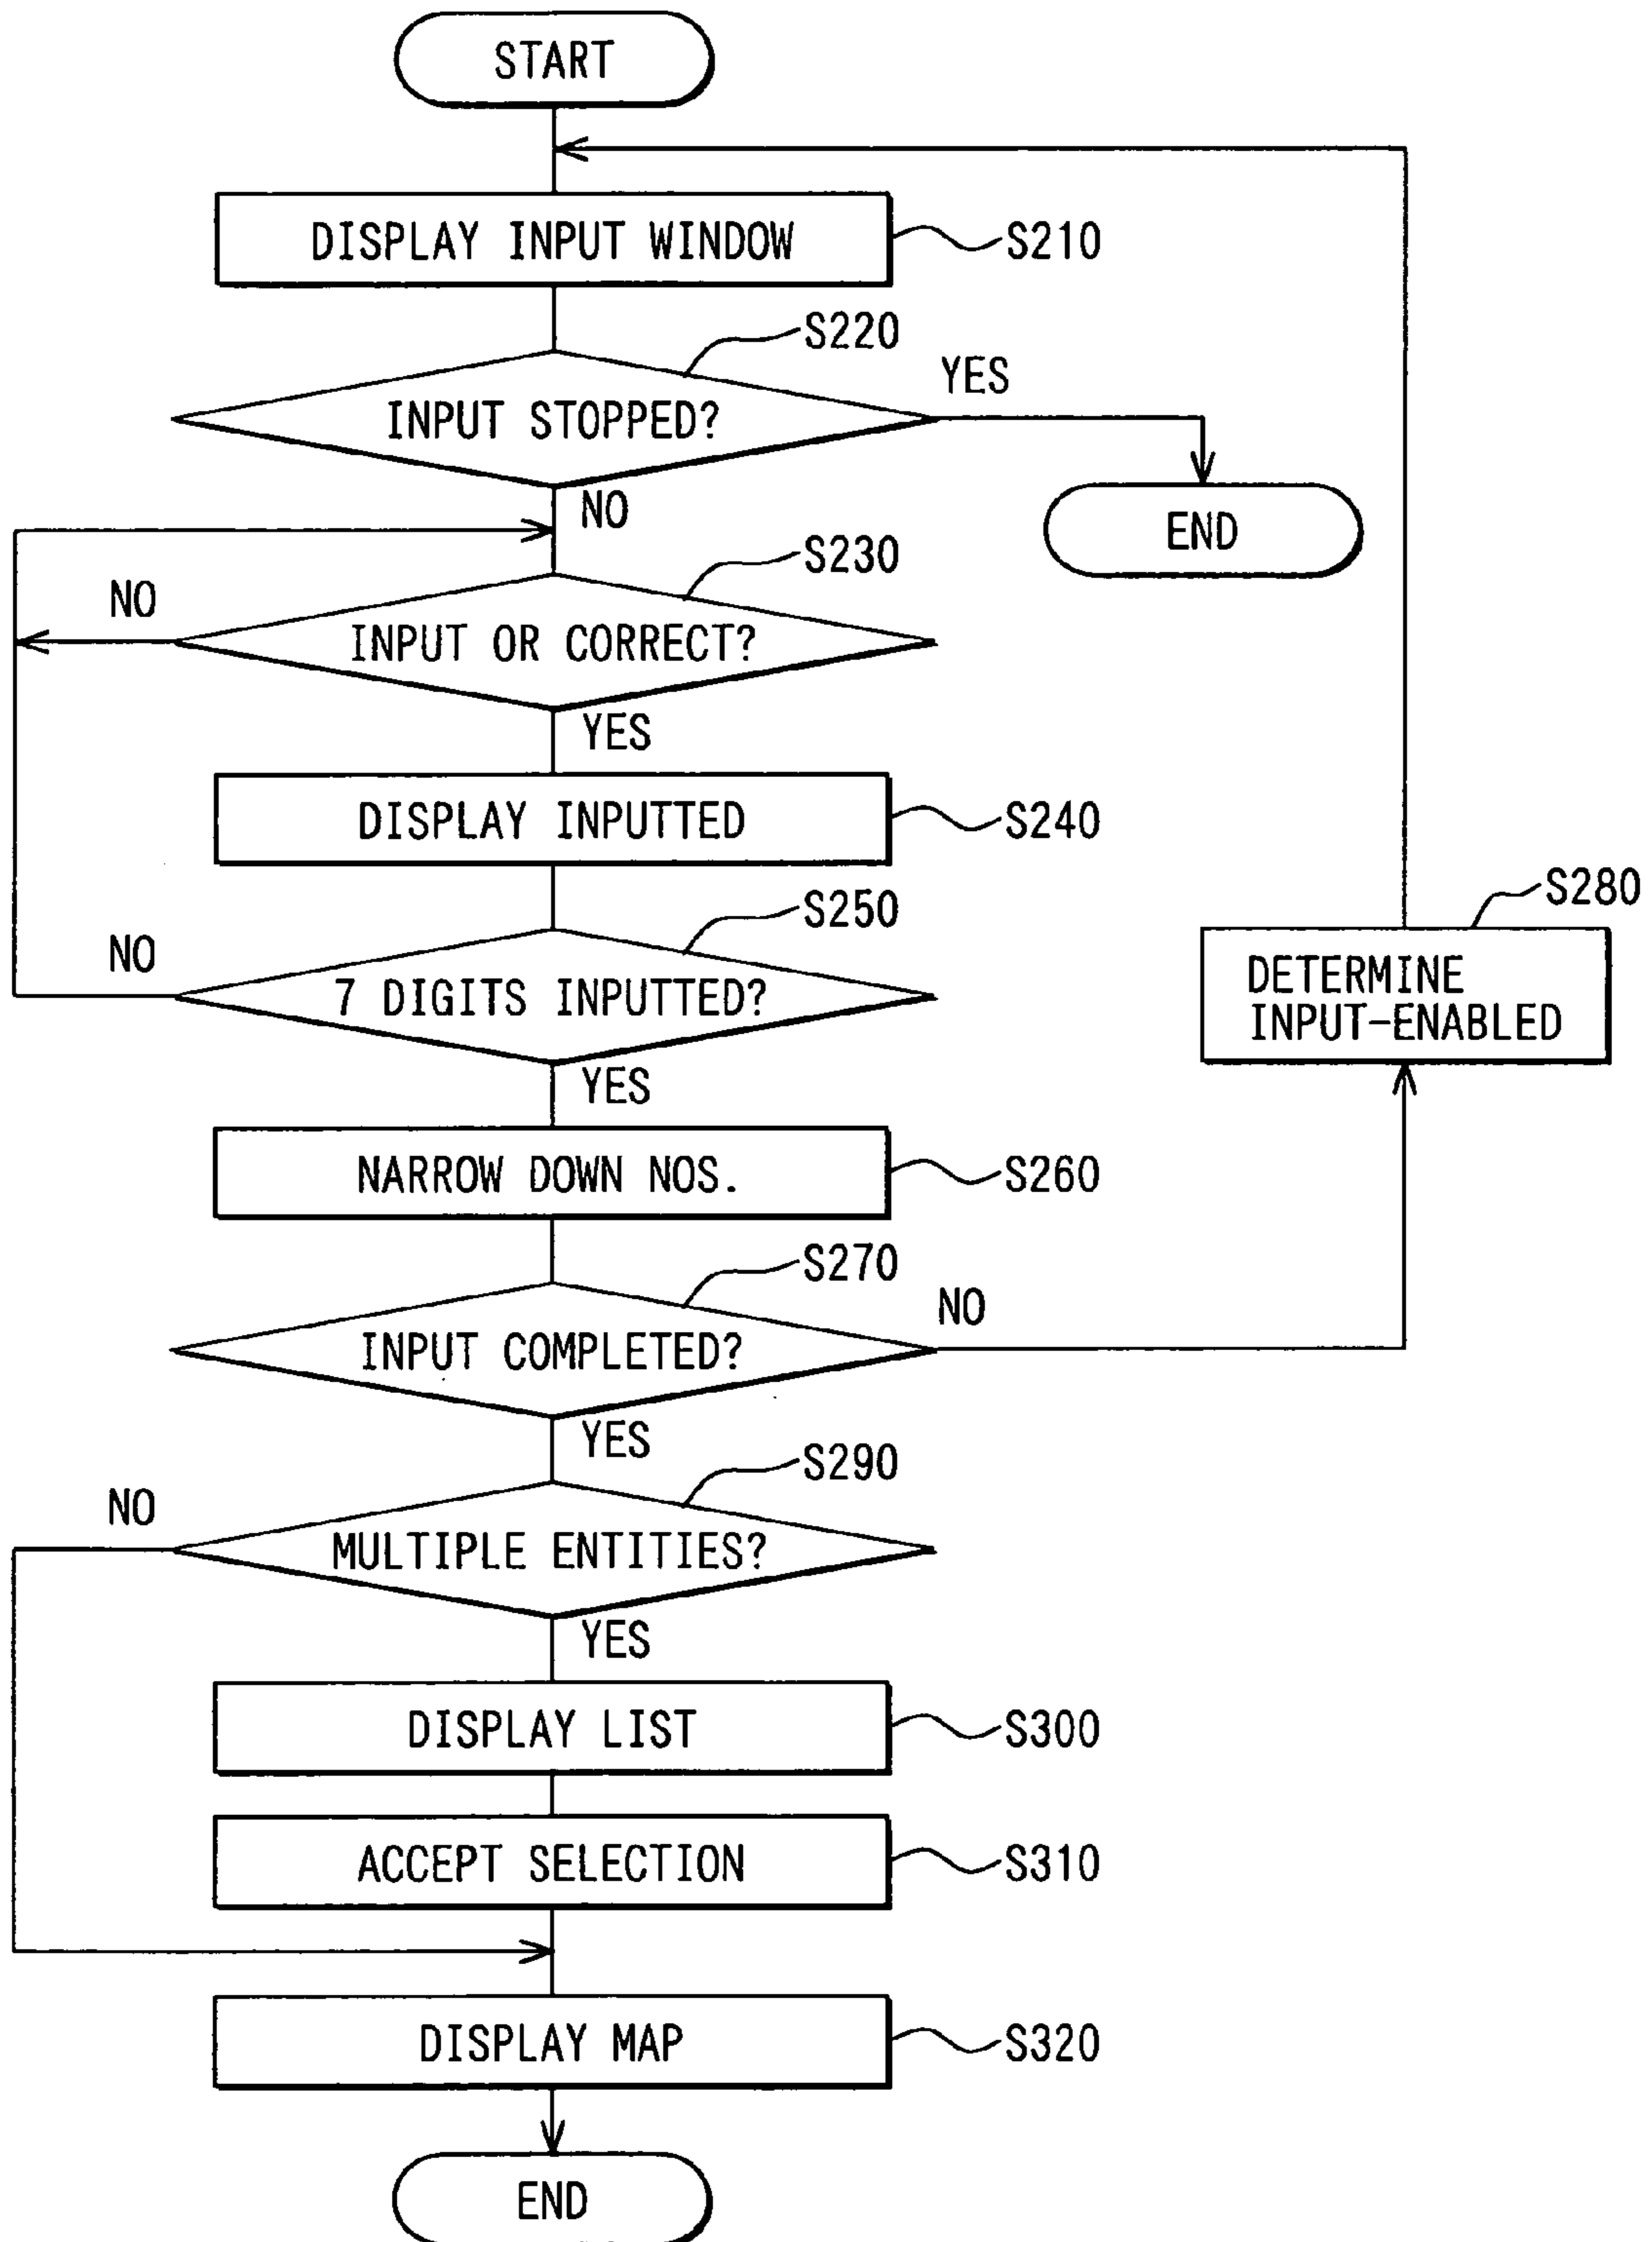 START
DISPLAY INPUT WINDOW
S210
S220
INPUT STOPPED?
YES
END
NO
S230
NO
INPUT OR CORRECT?
YES
DISPLAY INPUTTED
S240
S250
NO
7 DIGITS INPUTTED?
YES
S280
DETERMINE
INPUT-ENABLED
NARROW DOWN NOS.
S260
S270
INPUT COMPLETED?
NO
YES
S290
NO
MULTIPLE ENTITIES?
YES
DISPLAY LIST
S300
ACCEPT SELECTION
S310
DISPLAY MAP
S320
END